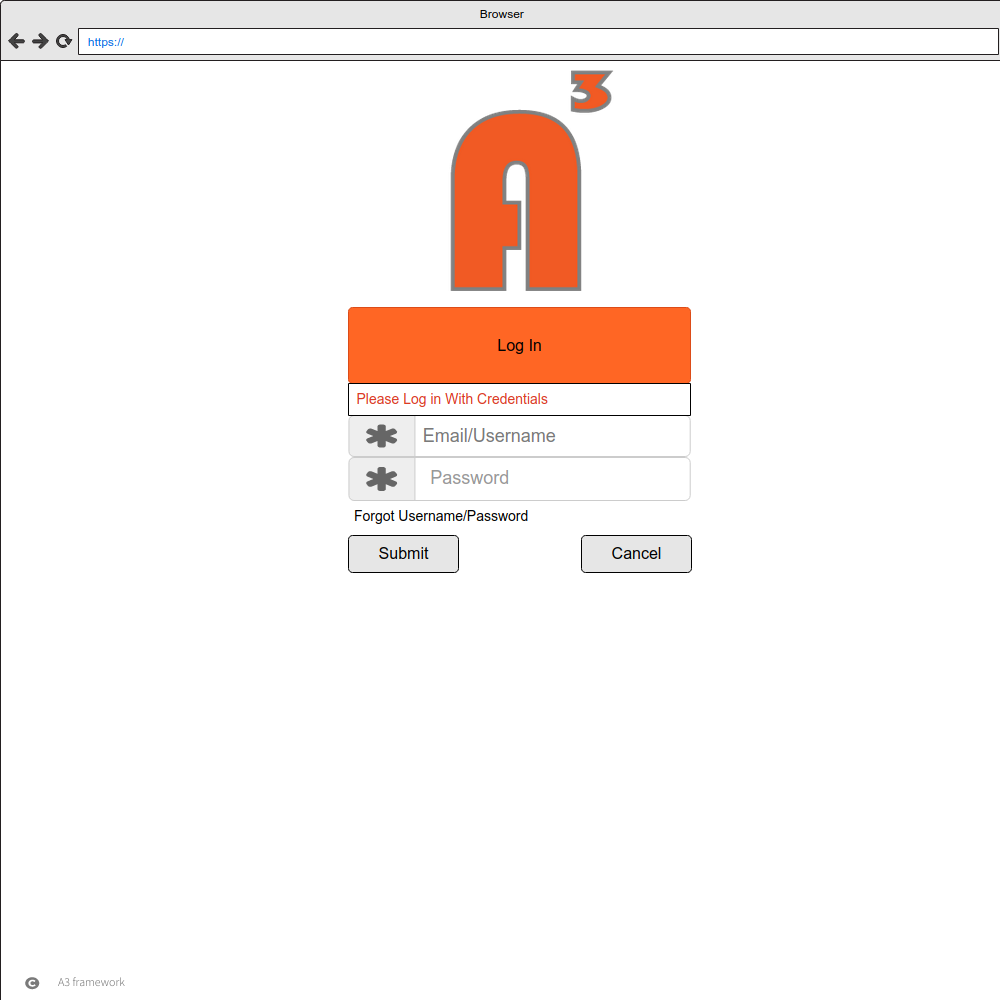 Browser
https://
A3
Log In
Please Log in With Credentials
Email/Username
Password
Forgot Username/Password
Submit Cancel
© A3 framework